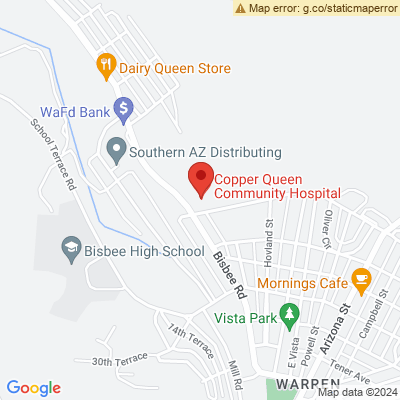 Map error: g.co/staticmaperror
Dairy Queen Store
WaFd Bank
School Terrace Rd
Southern AZ Distributing
Copper Queen
Community Hospital
Oliver Cir
Hovland St
Bisbee High School
Bisbee Rd
Mornings Cafe
Campbell St
Arizona St
Vista Park
14th Terrace
E Vista
Powell St
30th Terrace
Mill Rd
Tener Ave
WARREN
Google
Map data ©2024